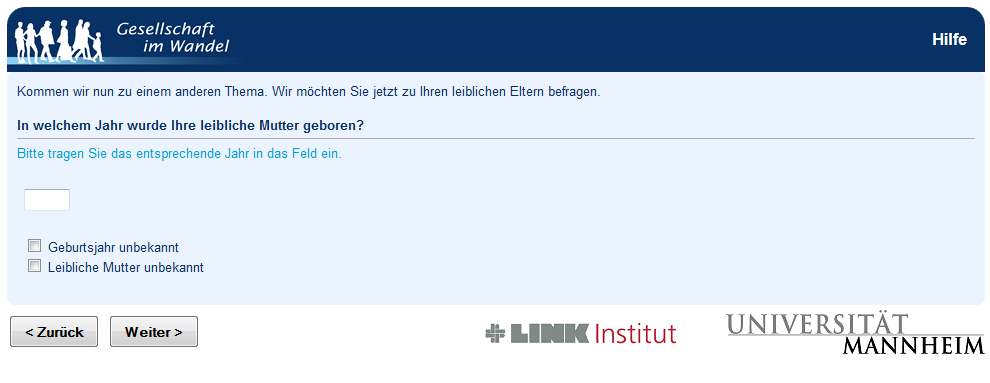 Gesellschaft
im Wandel
Hilfe
Kommen wir nun zu einem anderen Thema. Wir möchten Sie jetzt zu Ihren leiblichen Eltern befragen.
In welchem Jahr wurde Ihre leibliche Mutter geboren?
Bitte tragen Sie das entsprechende Jahr in das Feld ein.
Geburtsjahr unbekannt
Leibliche Mutter unbekannt
< Zurück
Weiter >
LINK Institut
UNIVERSITÄT
MANNHEIM